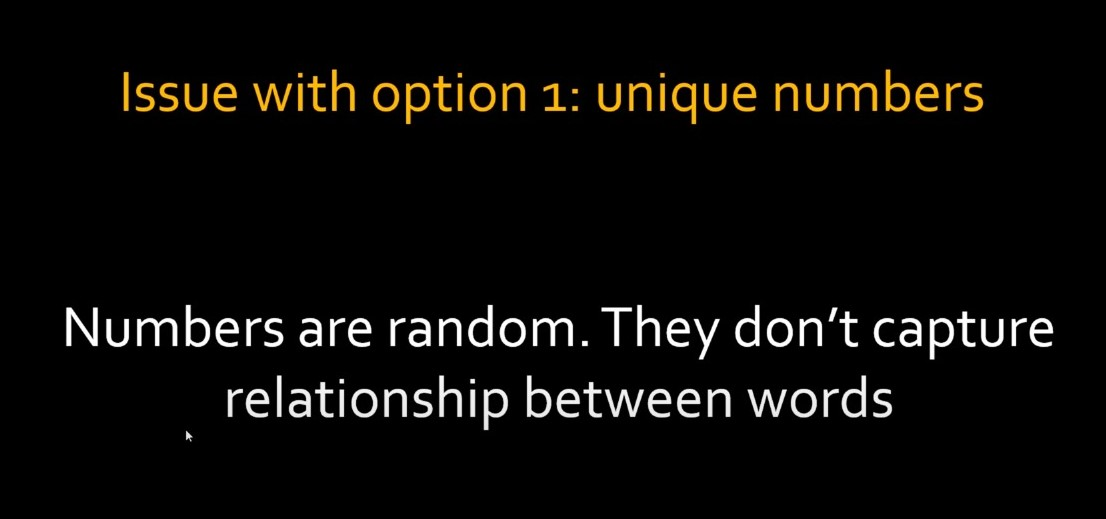 Issue with option 1: unique numbers
Numbers are random. They don’t capture
relationship between words